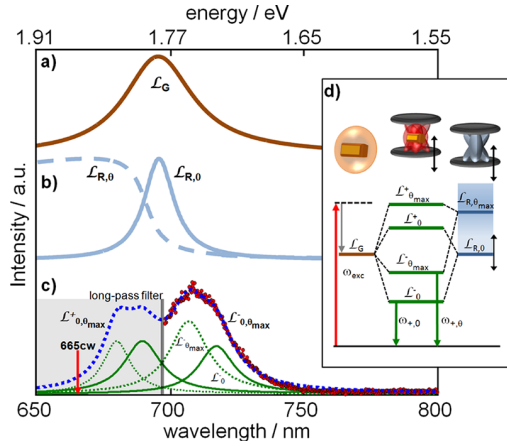 energy / eV
1.91 1.77 1.65 1.55
a)
ℒG
b)
ℒR,θ ℒR,0
Intensity / a.u.
c)
long-pass filter
ℒ+0,θmax
ℒ-0,θmax
665cw
ℒ-θmax
ℒ-0
650 700 750 800
wavelength / nm
d)
ℒ+θmax
ℒR,θmax
ℒ+0
ℒG
ℒR,0
ωexc
ℒ-θmax
ℒ-0
ω+,0 ω+,θ